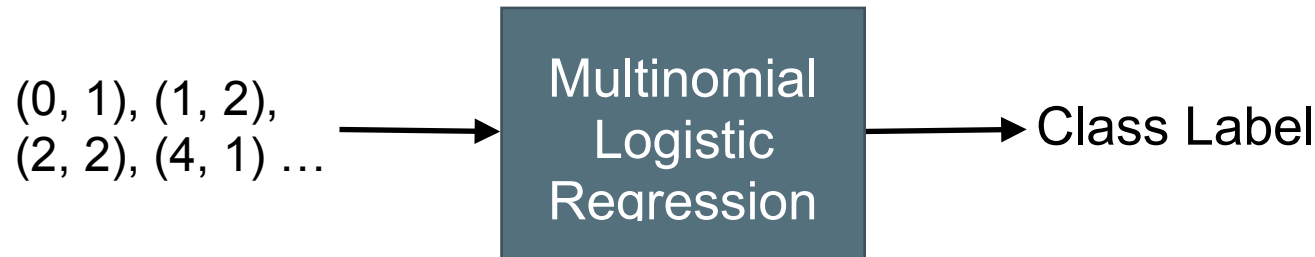 (0, 1), (1, 2),
(2, 2), (4, 1) …
Multinomial
Logistic
Regression
Class Label